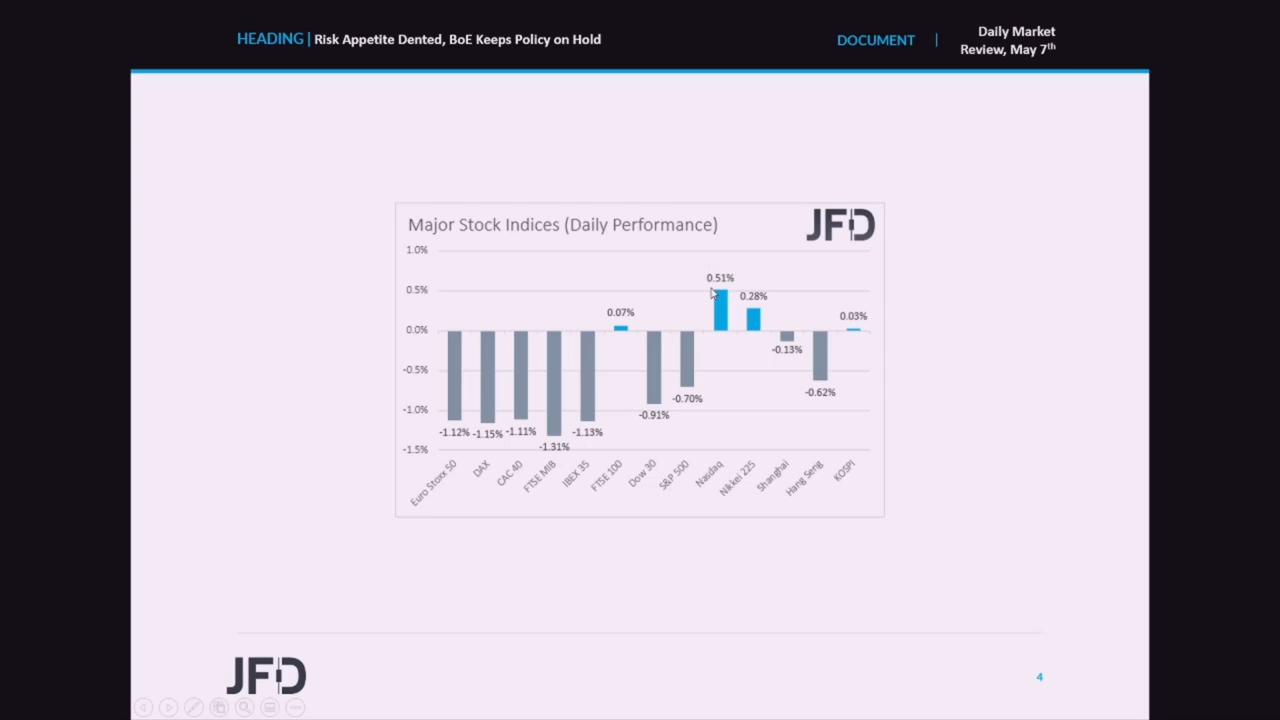 HEADING | Risk Appetite Dented, BoE Keeps Policy on Hold
DOCUMENT | Daily Market
Review, May 7th
Major Stock Indices (Daily Performance)
JFD
1.0%
0.5%
0.0%
-0.5%
-1.0%
-1.5%
-1.12%
-1.15%
-1.11%
-1.31%
-1.13%
0.07%
-0.91%
-0.70%
0.51%
0.28%
-0.13%
-0.62%
0.03%
Euro Stoxx 50
DAX
CAC 40
FTSE MIB
IBEX 35
FTSE 100
Dow 30
S&P 500
Nasdaq
Nikkei 225
Shanghai
Hang Seng
KOSPI
JFD
4